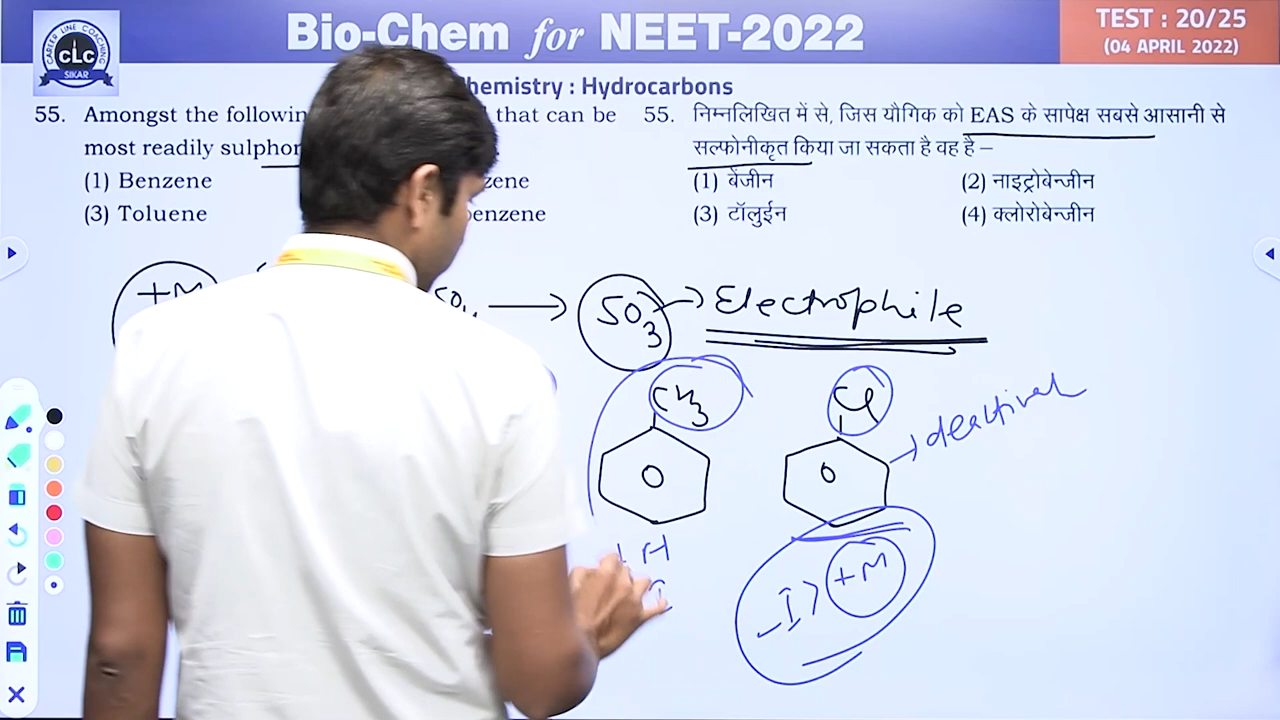 CAREER LINE COACHING
CLC
SIKAR
Bio-Chem for NEET-2022
TEST : 20/25
(04 APRIL 2022)
hemistry : Hydrocarbons
55. Amongst the followin that can be
most readily sulphon
(1) Benzene zene
(3) Toluene benzene
55. निम्नलिखित में से, जिस यौगिक को EAS के सापेक्ष सबसे आसानी से
सल्फोनीकृत किया जा सकता है वह है –
(1) बेंजीन (2) नाइट्रोबेन्जीन
(3) टॉलुईन (4) क्लोरोबेन्जीन
+M SO₃ Electrophile
CH₃ Cl
H
-I > +M